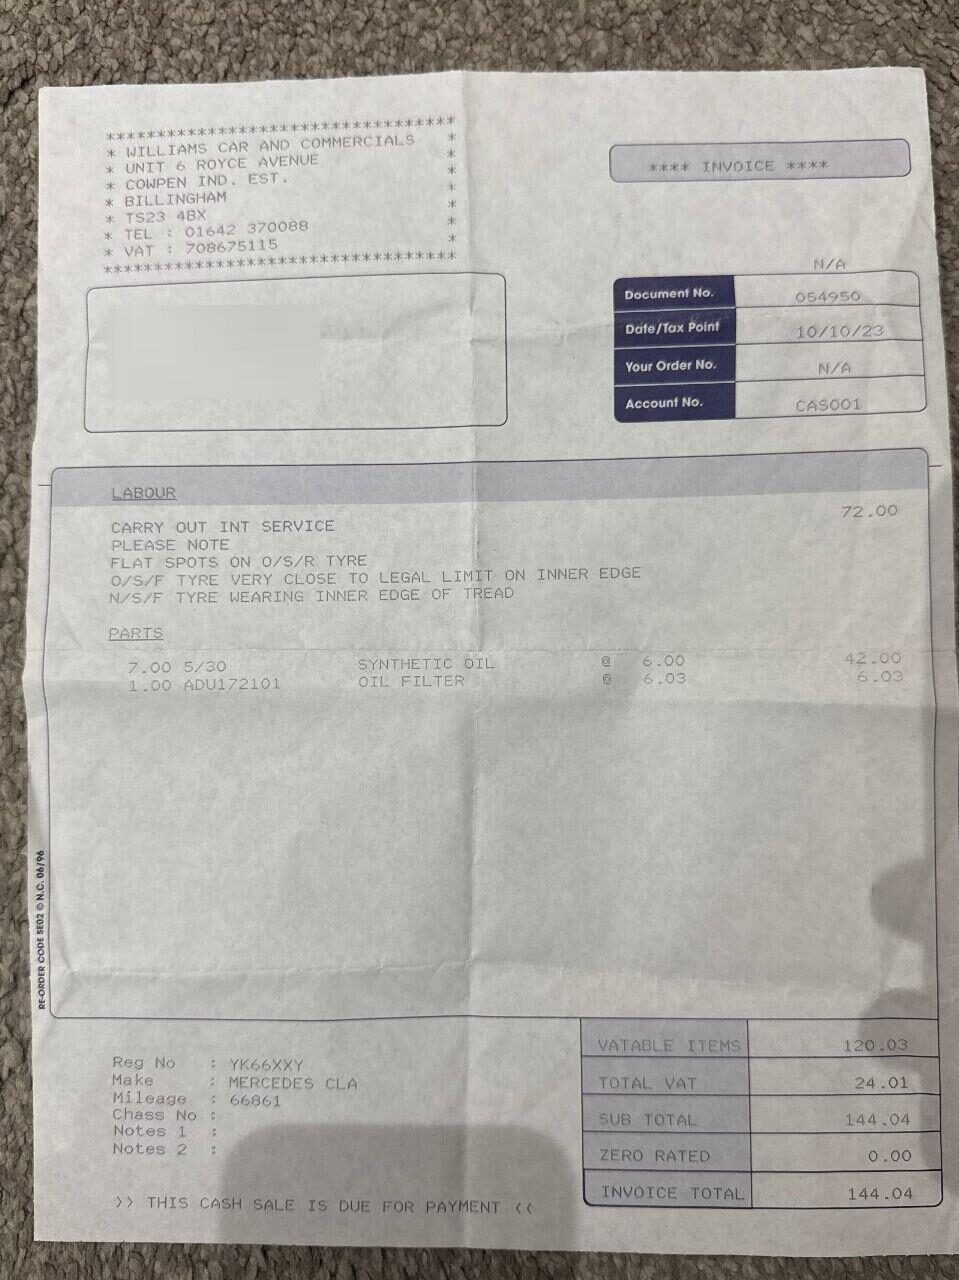 ***********************************
* WILLIAMS CAR AND COMMERCIALS *
* UNIT 6 ROYCE AVENUE *
* COWPEN IND. EST. *
* BILLINGHAM *
* TS23 4BX *
* TEL : 01642 370088 *
* VAT : 708675115 *
***********************************
**** INVOICE ****
N/A
Document No. 054950
Date/Tax Point 10/10/23
Your Order No. N/A
Account No. CAS001
LABOUR
CARRY OUT INT SERVICE 72.00
PLEASE NOTE
FLAT SPOTS ON O/S/R TYRE
O/S/F TYRE VERY CLOSE TO LEGAL LIMIT ON INNER EDGE
N/S/F TYRE WEARING INNER EDGE OF TREAD
PARTS
7.00 5/30 SYNTHETIC OIL @ 6.00 42.00
1.00 ADU172101 OIL FILTER @ 6.03 6.03
RE-ORDER CODE SE02 © N.C. 06/96
Reg No : YK66XXY
Make : MERCEDES CLA
Mileage : 66861
Chass No :
Notes 1 :
Notes 2 :
>> THIS CASH SALE IS DUE FOR PAYMENT <<
VATABLE ITEMS 120.03
TOTAL VAT 24.01
SUB TOTAL 144.04
ZERO RATED 0.00
INVOICE TOTAL 144.04